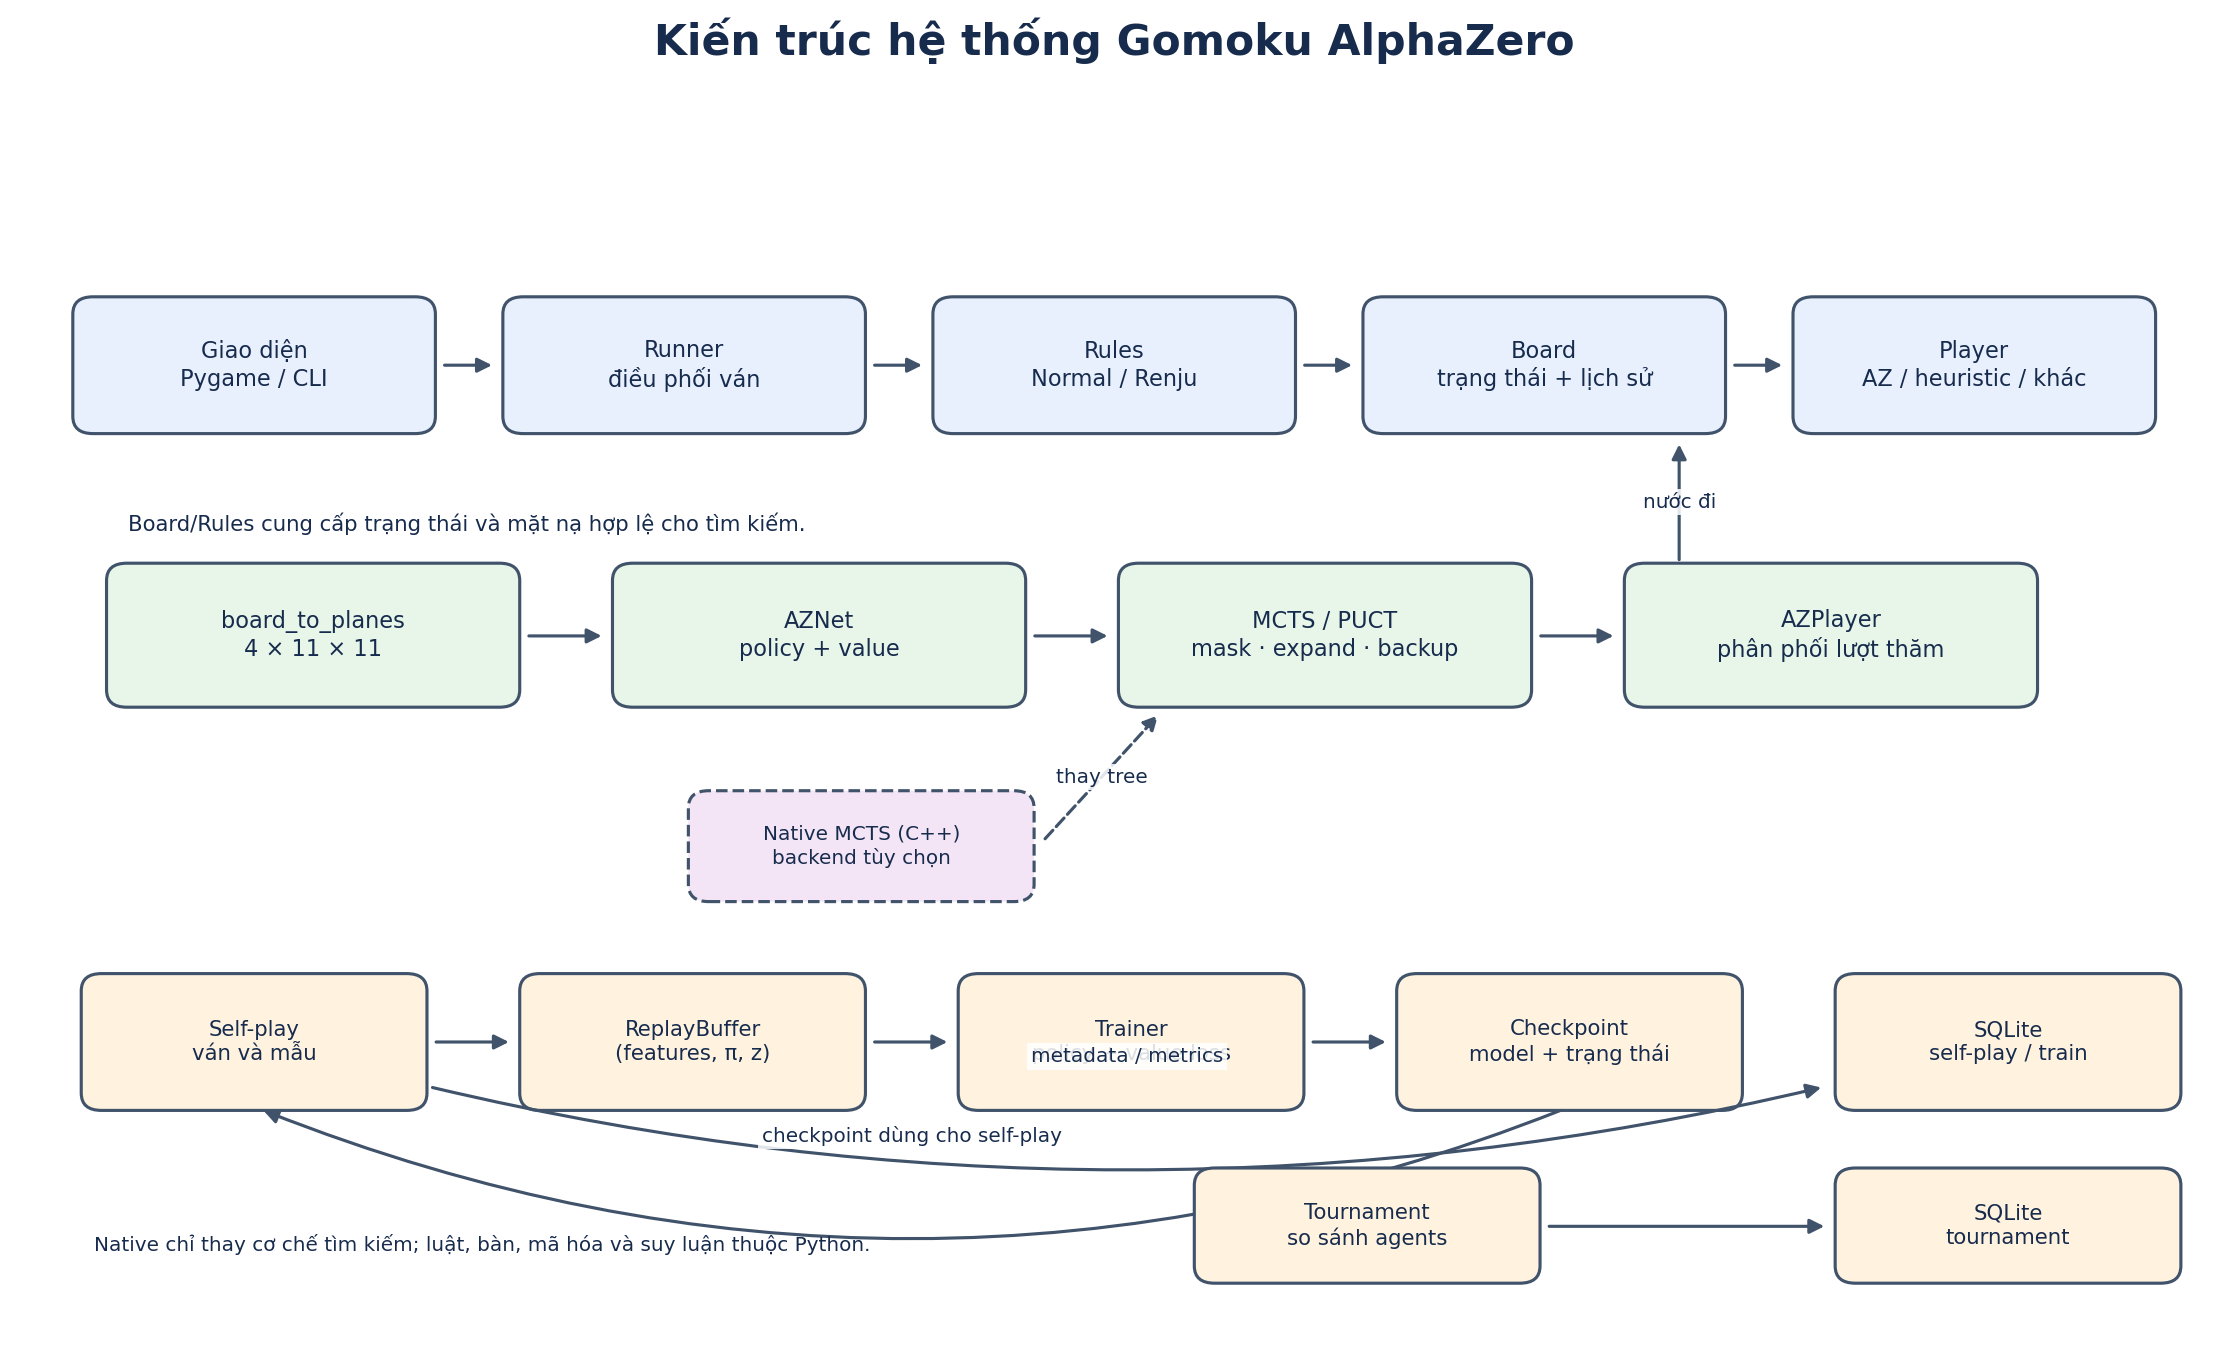 Kiến trúc hệ thống Gomoku AlphaZero
Giao diện
Pygame / CLI
Runner
điều phối ván
Rules
Normal / Renju
Board
trạng thái + lịch sử
Player
AZ / heuristic / khác
nước đi
Board/Rules cung cấp trạng thái và mặt nạ hợp lệ cho tìm kiếm.
board_to_planes
4 × 11 × 11
AZNet
policy + value
MCTS / PUCT
mask · expand · backup
AZPlayer
phân phối lượt thăm
thay tree
Native MCTS (C++)
backend tùy chọn
Self-play
ván và mẫu
ReplayBuffer
(features, π, z)
Trainer
metadata / metrics
Checkpoint
model + trạng thái
SQLite
self-play / train
checkpoint dùng cho self-play
Tournament
so sánh agents
SQLite
tournament
Native chỉ thay cơ chế tìm kiếm; luật, bàn, mã hóa và suy luận thuộc Python.